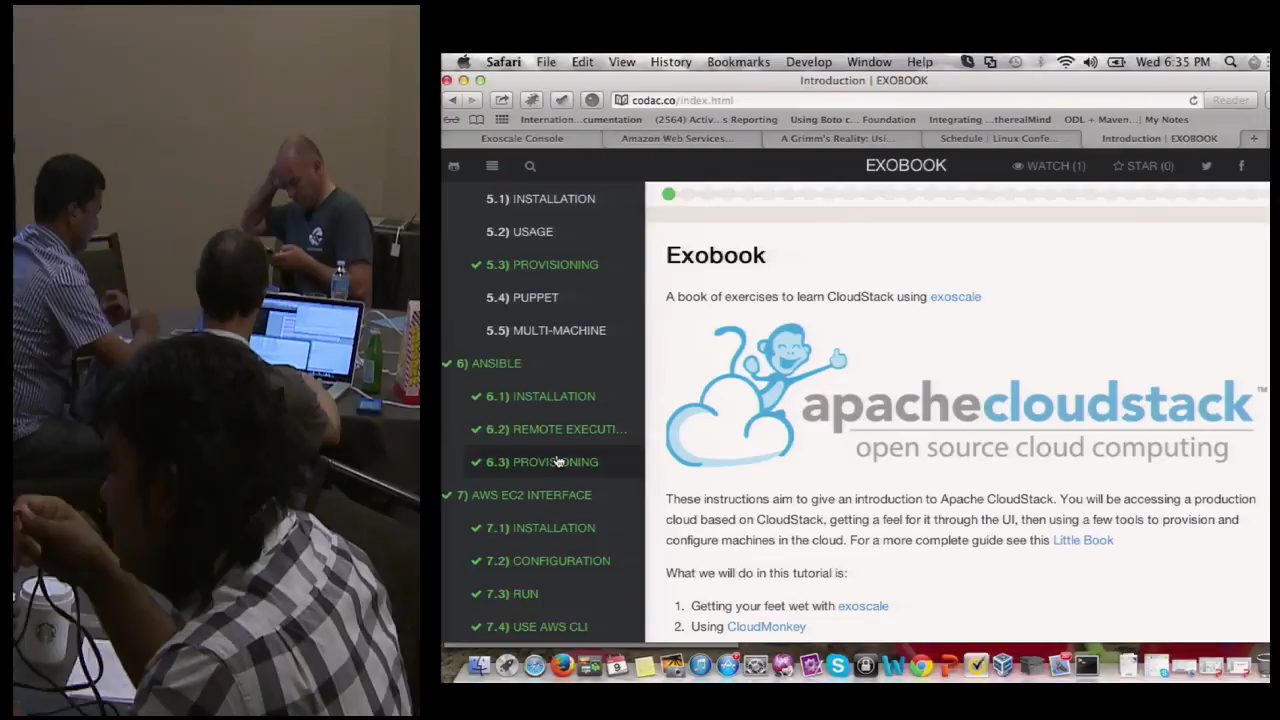 Safari File Edit View History Bookmarks Develop Window Help Wed 6:35 PM
Introduction | EXOBOOK
codac.co/index.html Reader
Internation...cumentation (2564) Activ...s Reporting Using Boto c... Foundation Integrating ...therealMind ODL + Maven...| My Notes
Exoscale Console Amazon Web Services... A Grimm's Reality: Usi... Schedule | Linux Confe... Introduction | EXOBOOK +
EXOBOOK WATCH (1) STAR (0)
5.1) INSTALLATION
5.2) USAGE
5.3) PROVISIONING
5.4) PUPPET
5.5) MULTI-MACHINE
6) ANSIBLE
6.1) INSTALLATION
6.2) REMOTE EXECUTI...
6.3) PROVISIONING
7) AWS EC2 INTERFACE
7.1) INSTALLATION
7.2) CONFIGURATION
7.3) RUN
7.4) USE AWS CLI
Exobook
A book of exercises to learn CloudStack using exoscale
apachecloudstack™
open source cloud computing
These instructions aim to give an introduction to Apache CloudStack. You will be accessing a production
cloud based on CloudStack, getting a feel for it through the UI, then using a few tools to provision and
configure machines in the cloud. For a more complete guide see this Little Book
What we will do in this tutorial is:
1. Getting your feet wet with exoscale
2. Using CloudMonkey